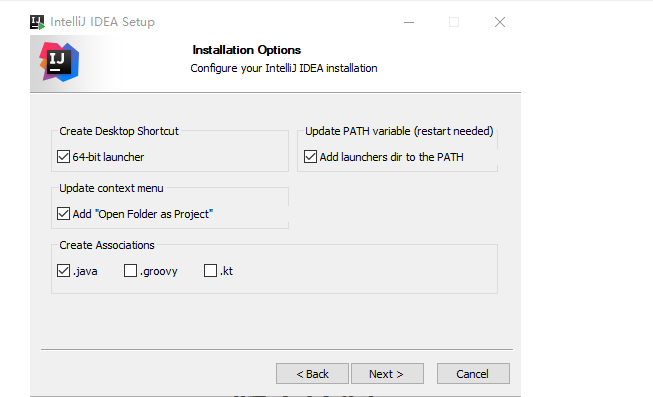 IntelliJ IDEA Setup
IJ
Installation Options
Configure your IntelliJ IDEA installation
Create Desktop Shortcut
64-bit launcher
Update PATH variable (restart needed)
Add launchers dir to the PATH
Update context menu
Add "Open Folder as Project"
Create Associations
.java .groovy .kt
< Back Next > Cancel